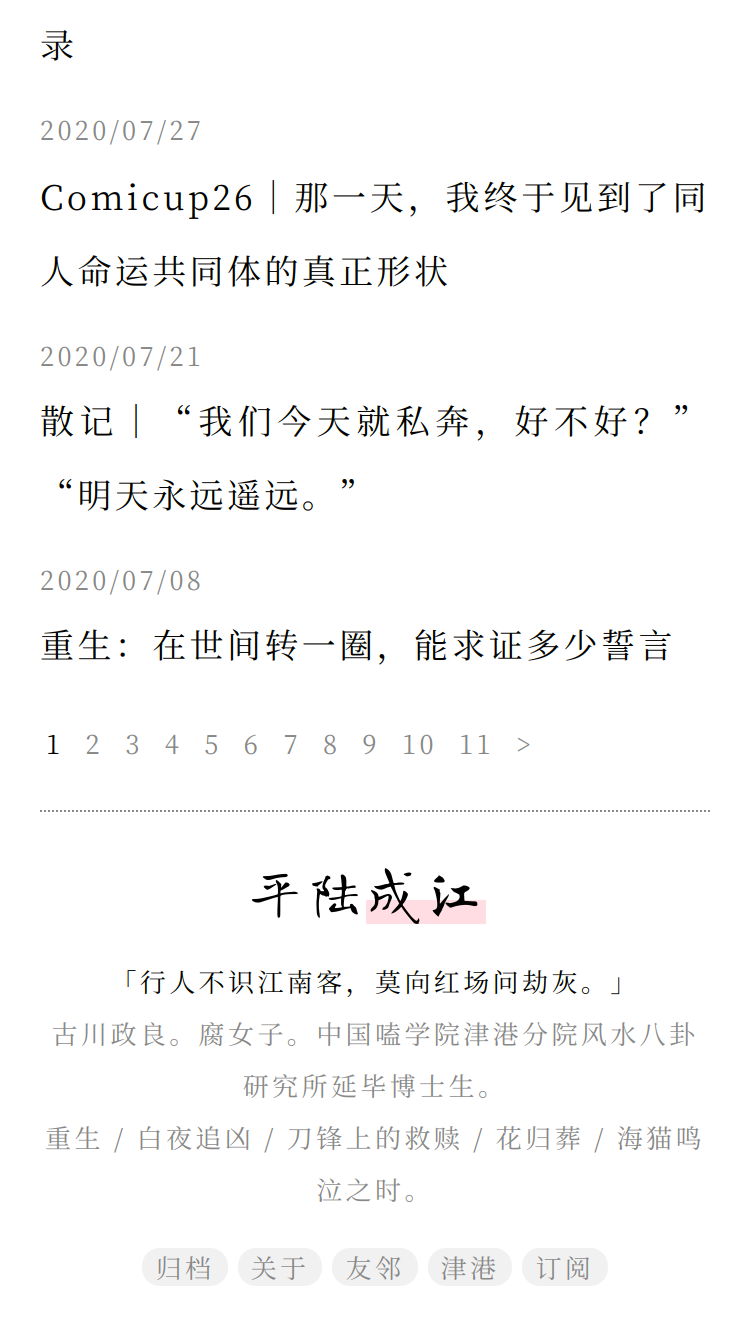 录
2020/07/27
Comicup26｜那一天，我终于见到了同
人命运共同体的真正形状
2020/07/21
散记｜“我们今天就私奔，好不好？”
“明天永远遥远。”
2020/07/08
重生：在世间转一圈，能求证多少誓言
1 2 3 4 5 6 7 8 9 10 11 >
平陆成江
「行人不识江南客，莫向红场问劫灰。」
古川政良。腐女子。中国嗑学院津港分院风水八卦
研究所延毕博士生。
重生 / 白夜追凶 / 刀锋上的救赎 / 花归葬 / 海猫鸣
泣之时。
归档 关于 友邻 津港 订阅